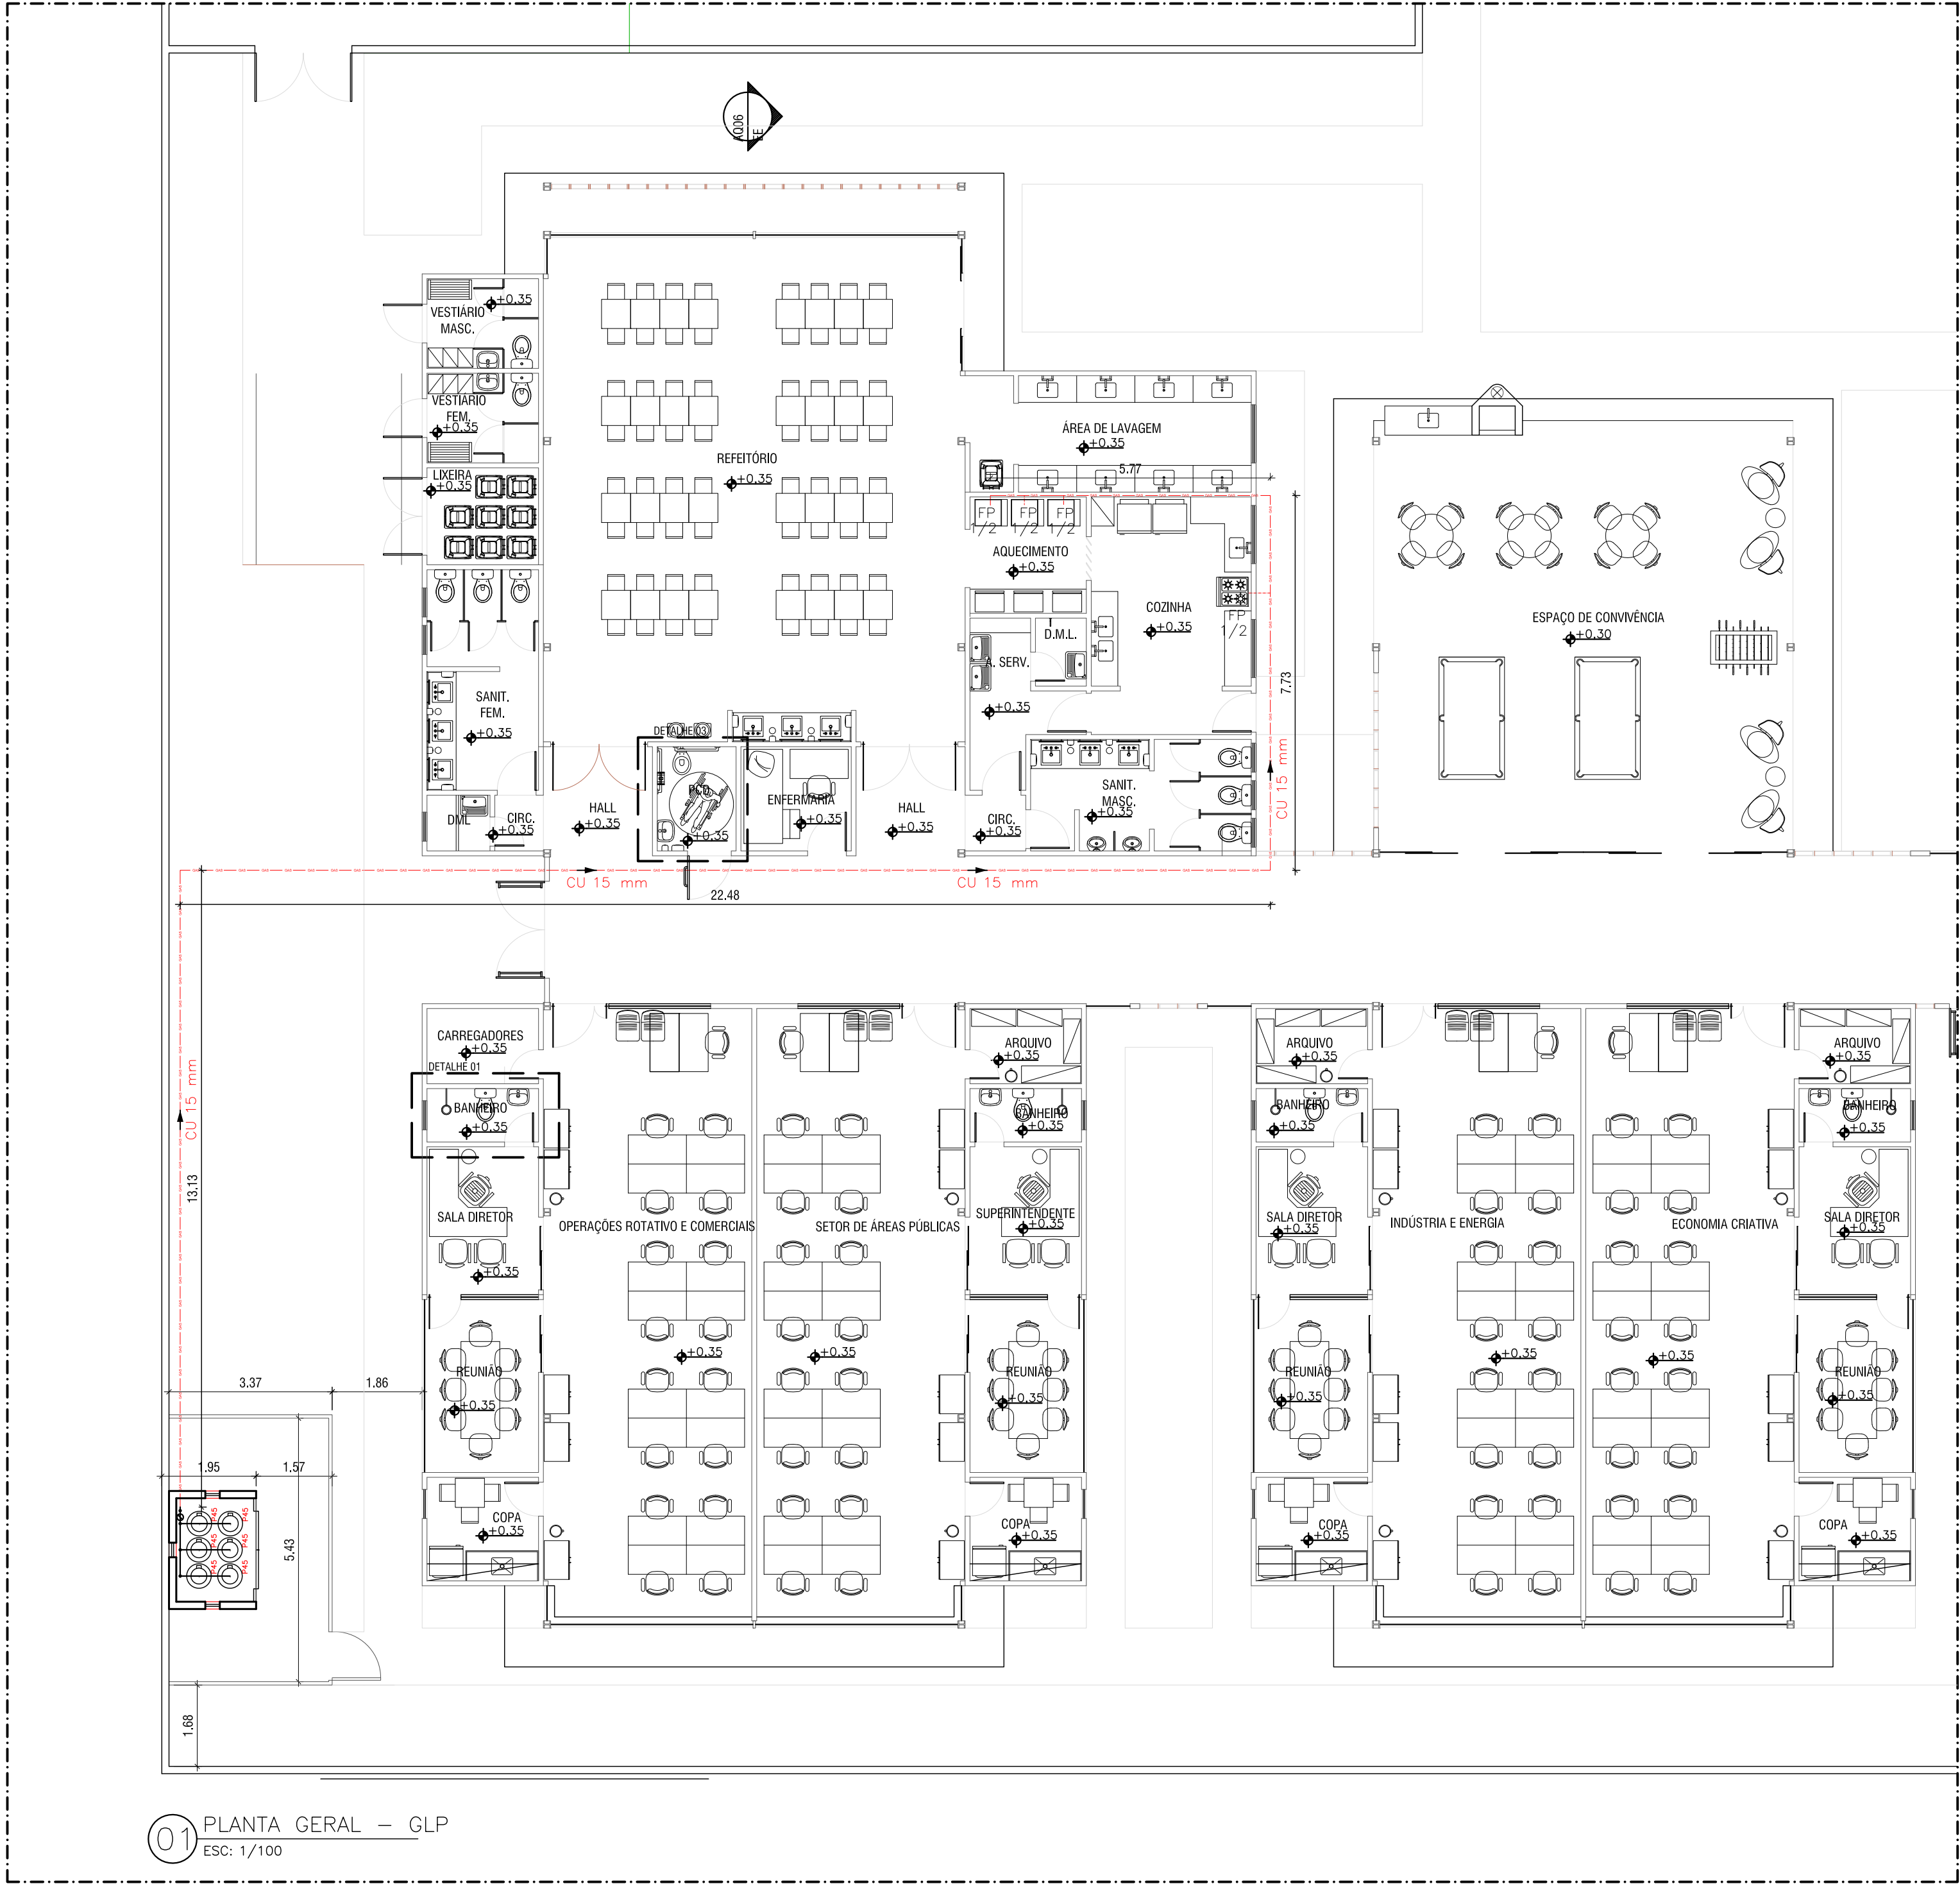 AQ06
EE
VESTIÁRIO
MASC.
+0.35
VESTIÁRIO
FEM.
+0.35
LIXEIRA
+0.35
REFEITÓRIO
+0.35
ÁREA DE LAVAGEM
+0.35
5.77
FP
1/2
FP
1/2
FP
1/2
AQUECIMENTO
+0.35
COZINHA
+0.35
FP
1/2
D.M.L.
A. SERV.
+0.35
ESPAÇO DE CONVIVÊNCIA
+0.30
7.73
SANIT.
FEM.
+0.35
DETALHE 03
DML
CIRC.
+0.35
HALL
+0.35
PCD
+0.35
ENFERMARIA
+0.35
HALL
+0.35
CIRC.
+0.35
SANIT.
MASC.
+0.35
CU 15 mm
CU 15 mm
CU 15 mm
22.48
CU 15 mm
13.13
CARREGADORES
+0.35
DETALHE 01
BANHEIRO
+0.35
ARQUIVO
+0.35
BANHEIRO
+0.35
ARQUIVO
+0.35
BANHEIRO
+0.35
ARQUIVO
+0.35
BANHEIRO
+0.35
SALA DIRETOR
+0.35
OPERAÇÕES ROTATIVO E COMERCIAIS
+0.35
SETOR DE ÁREAS PÚBLICAS
+0.35
SUPERINTENDENTE
+0.35
SALA DIRETOR
+0.35
INDÚSTRIA E ENERGIA
+0.35
ECONOMIA CRIATIVA
+0.35
SALA DIRETOR
+0.35
REUNIÃO
+0.35
REUNIÃO
+0.35
REUNIÃO
+0.35
REUNIÃO
+0.35
3.37
1.86
1.95
1.57
5.43
P45
P45
P45
P45
P45
P45
COPA
+0.35
COPA
+0.35
COPA
+0.35
COPA
+0.35
1.68
01
PLANTA GERAL - GLP
ESC: 1/100